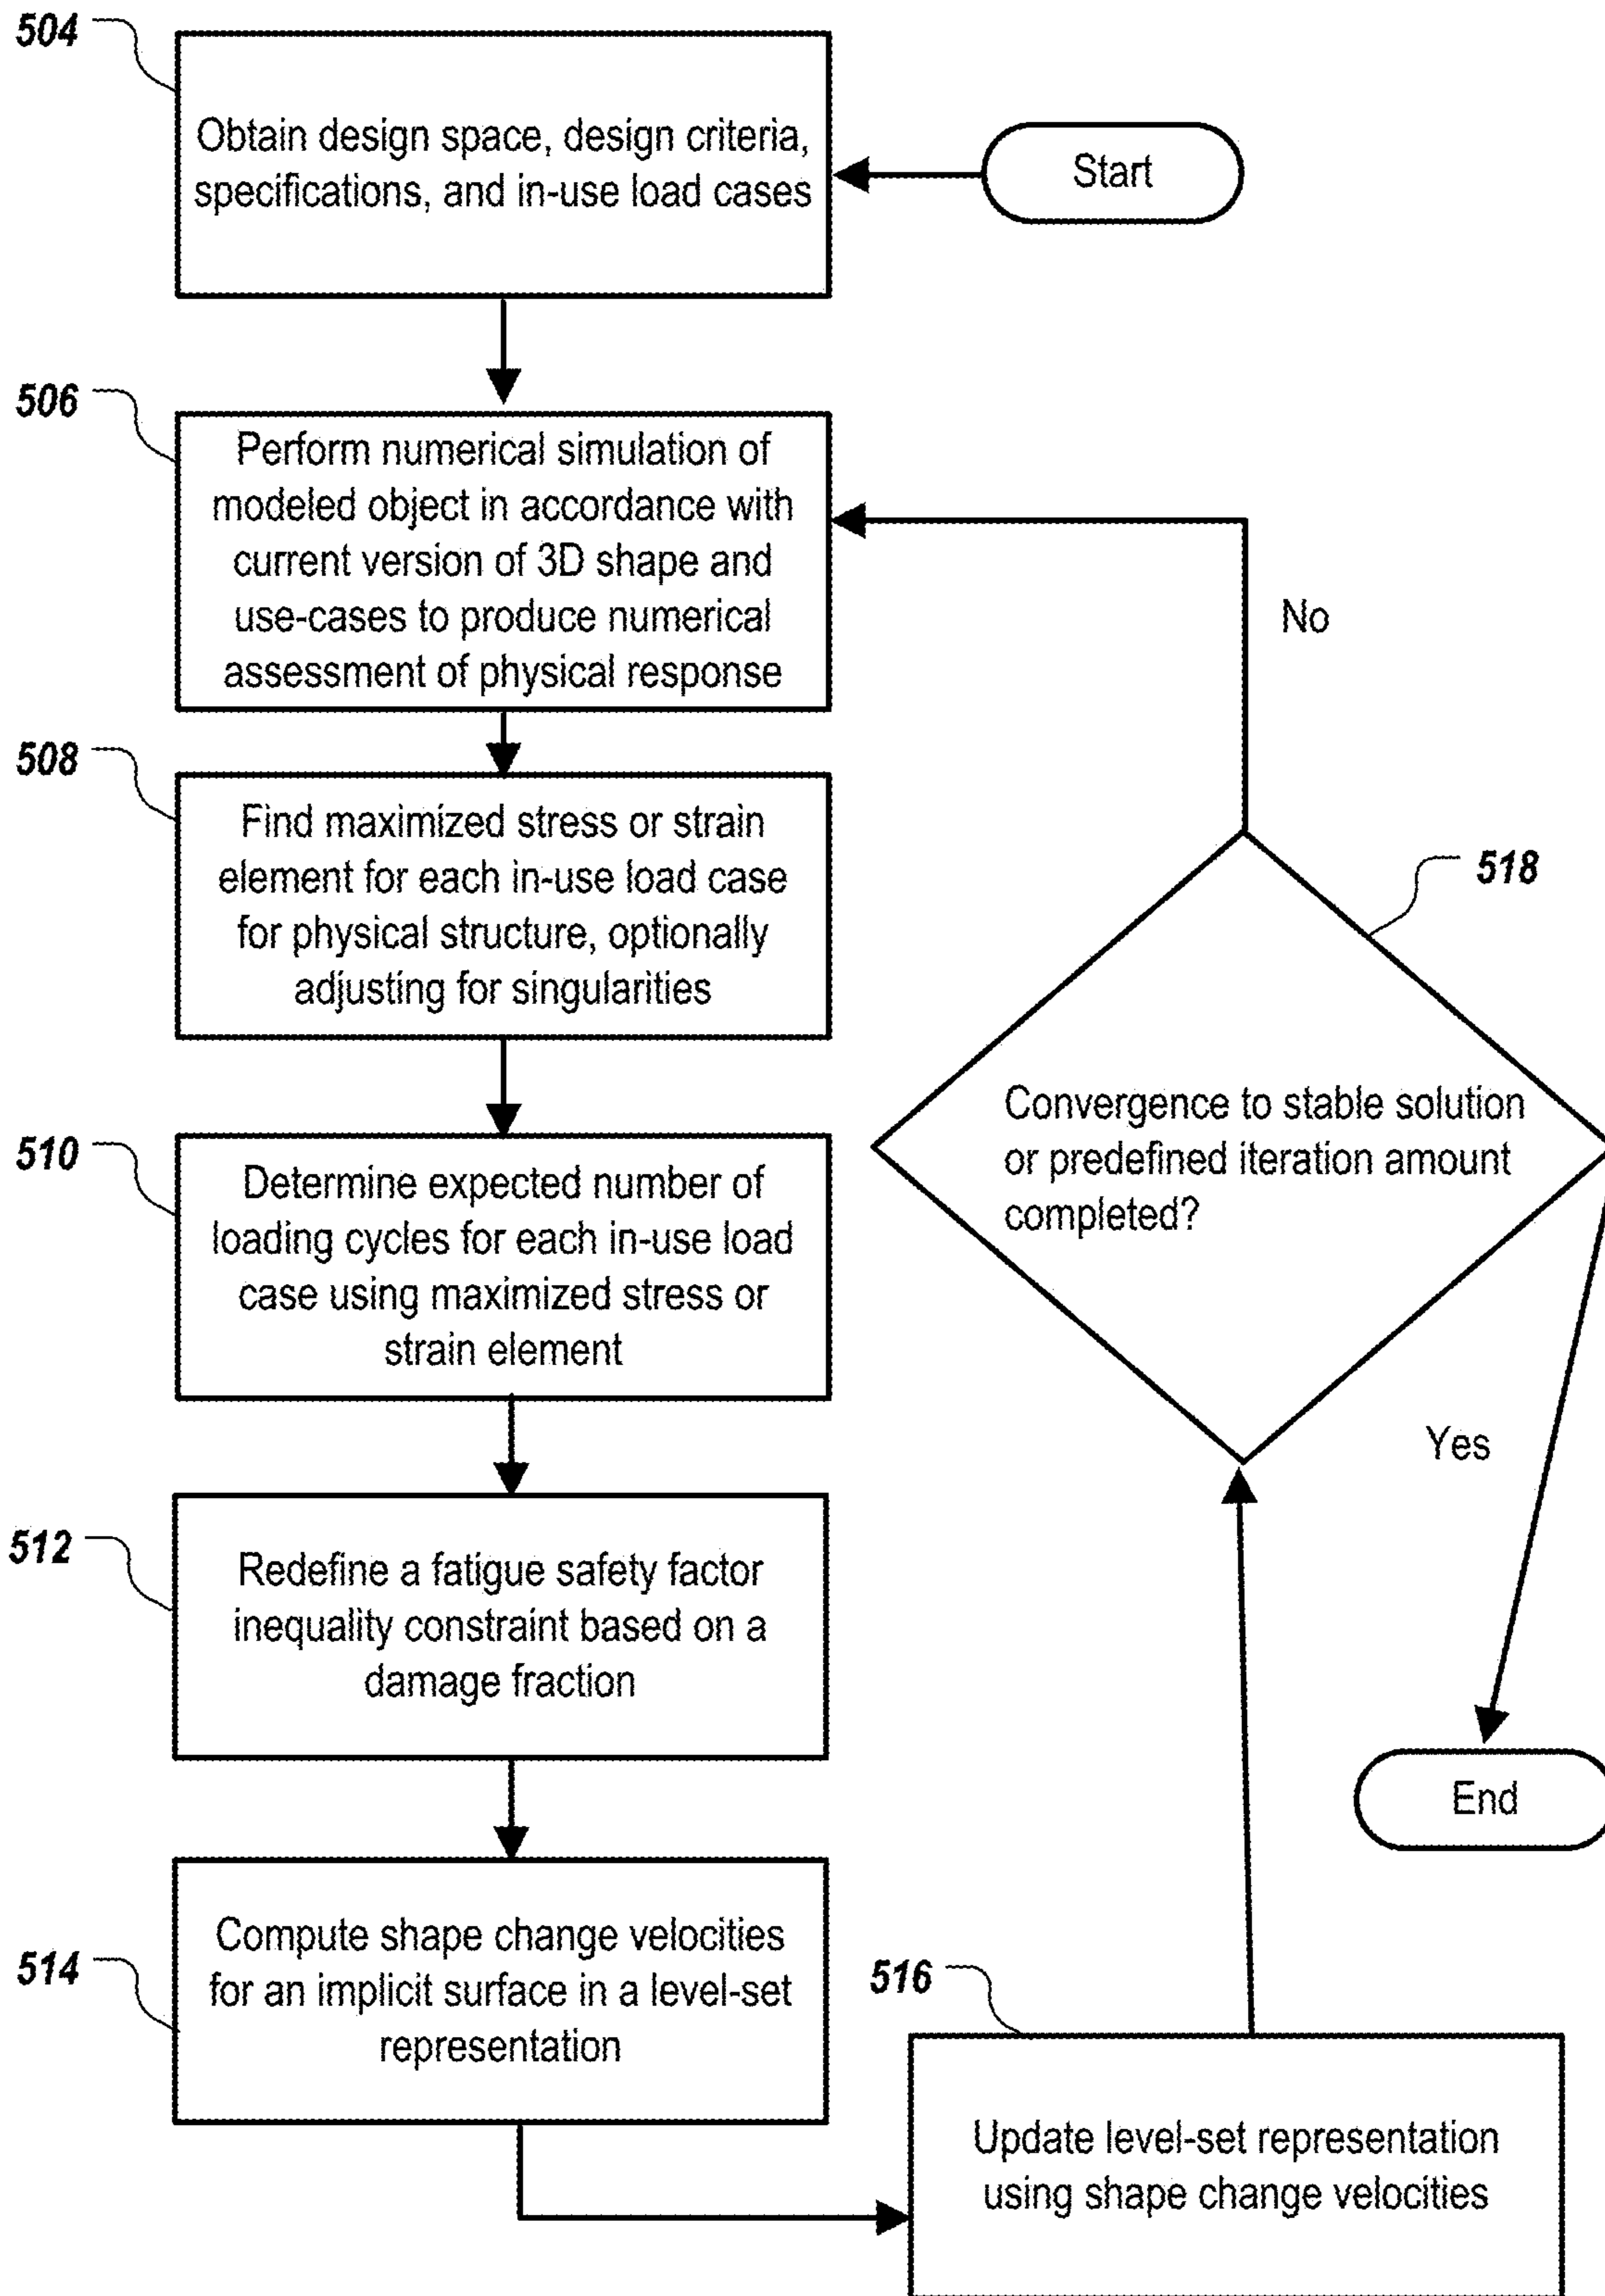 504
Obtain design space, design criteria,
specifications, and in-use load cases
Start
506
Perform numerical simulation of
modeled object in accordance with
current version of 3D shape and
use-cases to produce numerical
assessment of physical response
No
508
Find maximized stress or strain
element for each in-use load case
for physical structure, optionally
adjusting for singularities
518
Convergence to stable solution
or predefined iteration amount
completed?
510
Determine expected number of
loading cycles for each in-use load
case using maximized stress or
strain element
Yes
512
Redefine a fatigue safety factor
inequality constraint based on a
damage fraction
End
514
Compute shape change velocities
for an implicit surface in a level-set
representation
516
Update level-set representation
using shape change velocities